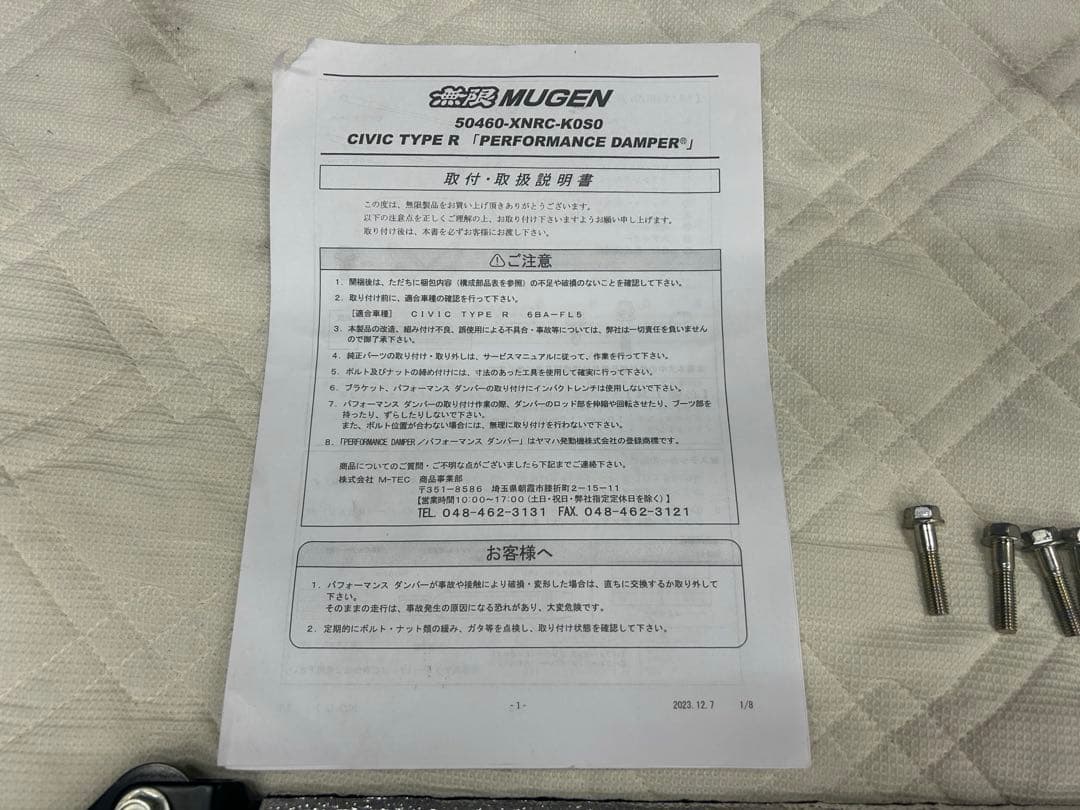 無限 MUGEN
50460-XNRC-K0S0
CIVIC TYPE R 「PERFORMANCE DAMPER®」
取付・取扱説明書
この度は、無限製品をお買い上げ頂きありがとうございます。
以下の注意点を正しくご理解の上、お取り付け下さいますようお願い申し上げます。
取り付け後は、本書を必ずお客様にお渡し下さい。
⚠ご注意
1. 開梱後は、ただちに梱包内容（構成部品表を参照）の不足や破損のないことを確認して下さい。
2. 取り付け前に、適合車種の確認を行って下さい。
［適合車種］ CIVIC TYPE R 6BA-FL5
3. 本製品の改造、組み付け不良、誤使用による不具合・事故等については、弊社は一切責任を負いません
ので御了承下さい。
4. 純正パーツの取り付け・取り外しは、サービスマニュアルに従って、作業を行って下さい。
5. ボルト及びナットの締め付けには、寸法のあった工具を使用して確実に行って下さい。
6. ブラケット、パフォーマンス ダンパーの取り付けにインパクトレンチは使用しないで下さい。
7. パフォーマンス ダンパーの取り付け作業の際、ダンパーのロッド部を伸縮や回転させたり、ブーツ部を
持ったり、ずらしたりしないで下さい。
また、ボルト位置が合わない場合には、無理に取り付けを行わないで下さい。
8. 「PERFORMANCE DAMPER／パフォーマンス ダンパー」はヤマハ発動機株式会社の登録商標です。
商品についてのご質問・ご不明な点がございましたら下記までご連絡下さい。
株式会社 M-TEC 商品事業部
〒351-8586 埼玉県朝霞市膝折町2-15-11
【営業時間10:00～17:00（土日・祝日・弊社指定定休日を除く）】
TEL. 048-462-3131 FAX. 048-462-3121
お客様へ
1. パフォーマンス ダンパーが事故や接触により破損・変形した場合は、直ちに交換するか取り外して
下さい。
そのままの走行は、事故発生の原因になる恐れがあり、大変危険です。
2. 定期的にボルト・ナット類の緩み、ガタ等を点検し、取り付け状態を確認して下さい。
-1-
2023.12.7 1/8